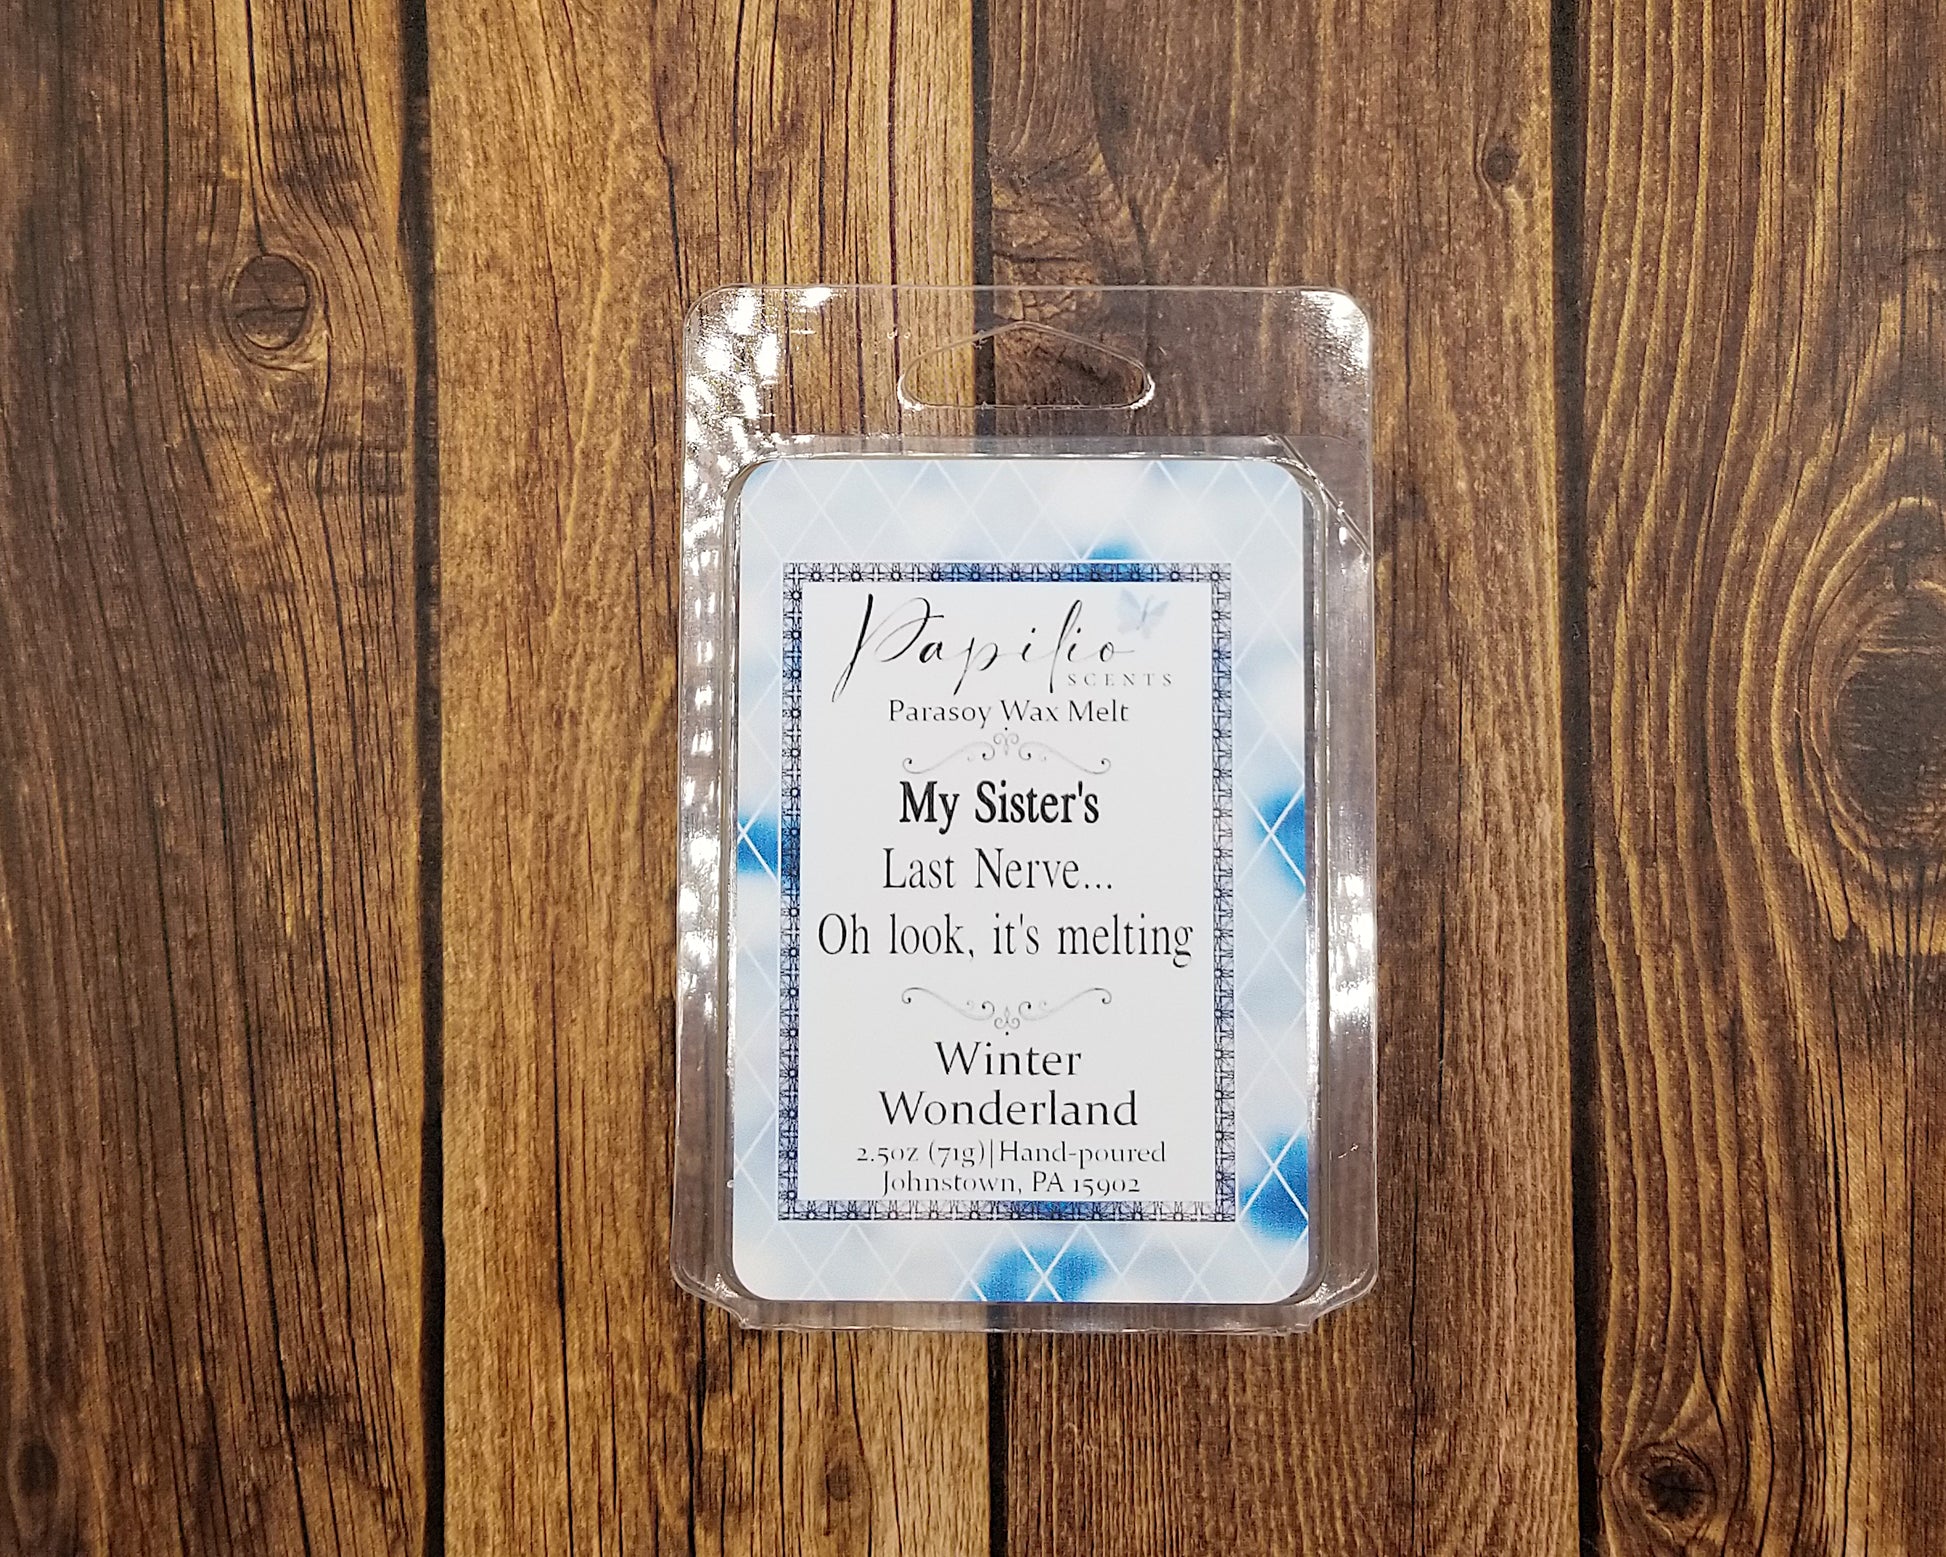 Papilio
SCENTS
Parasoy Wax Melt
My Sister's
Last Nerve...
Oh look, it's melting
Winter
Wonderland
2.5oz (71g)|Hand-poured
Johnstown, PA 15902